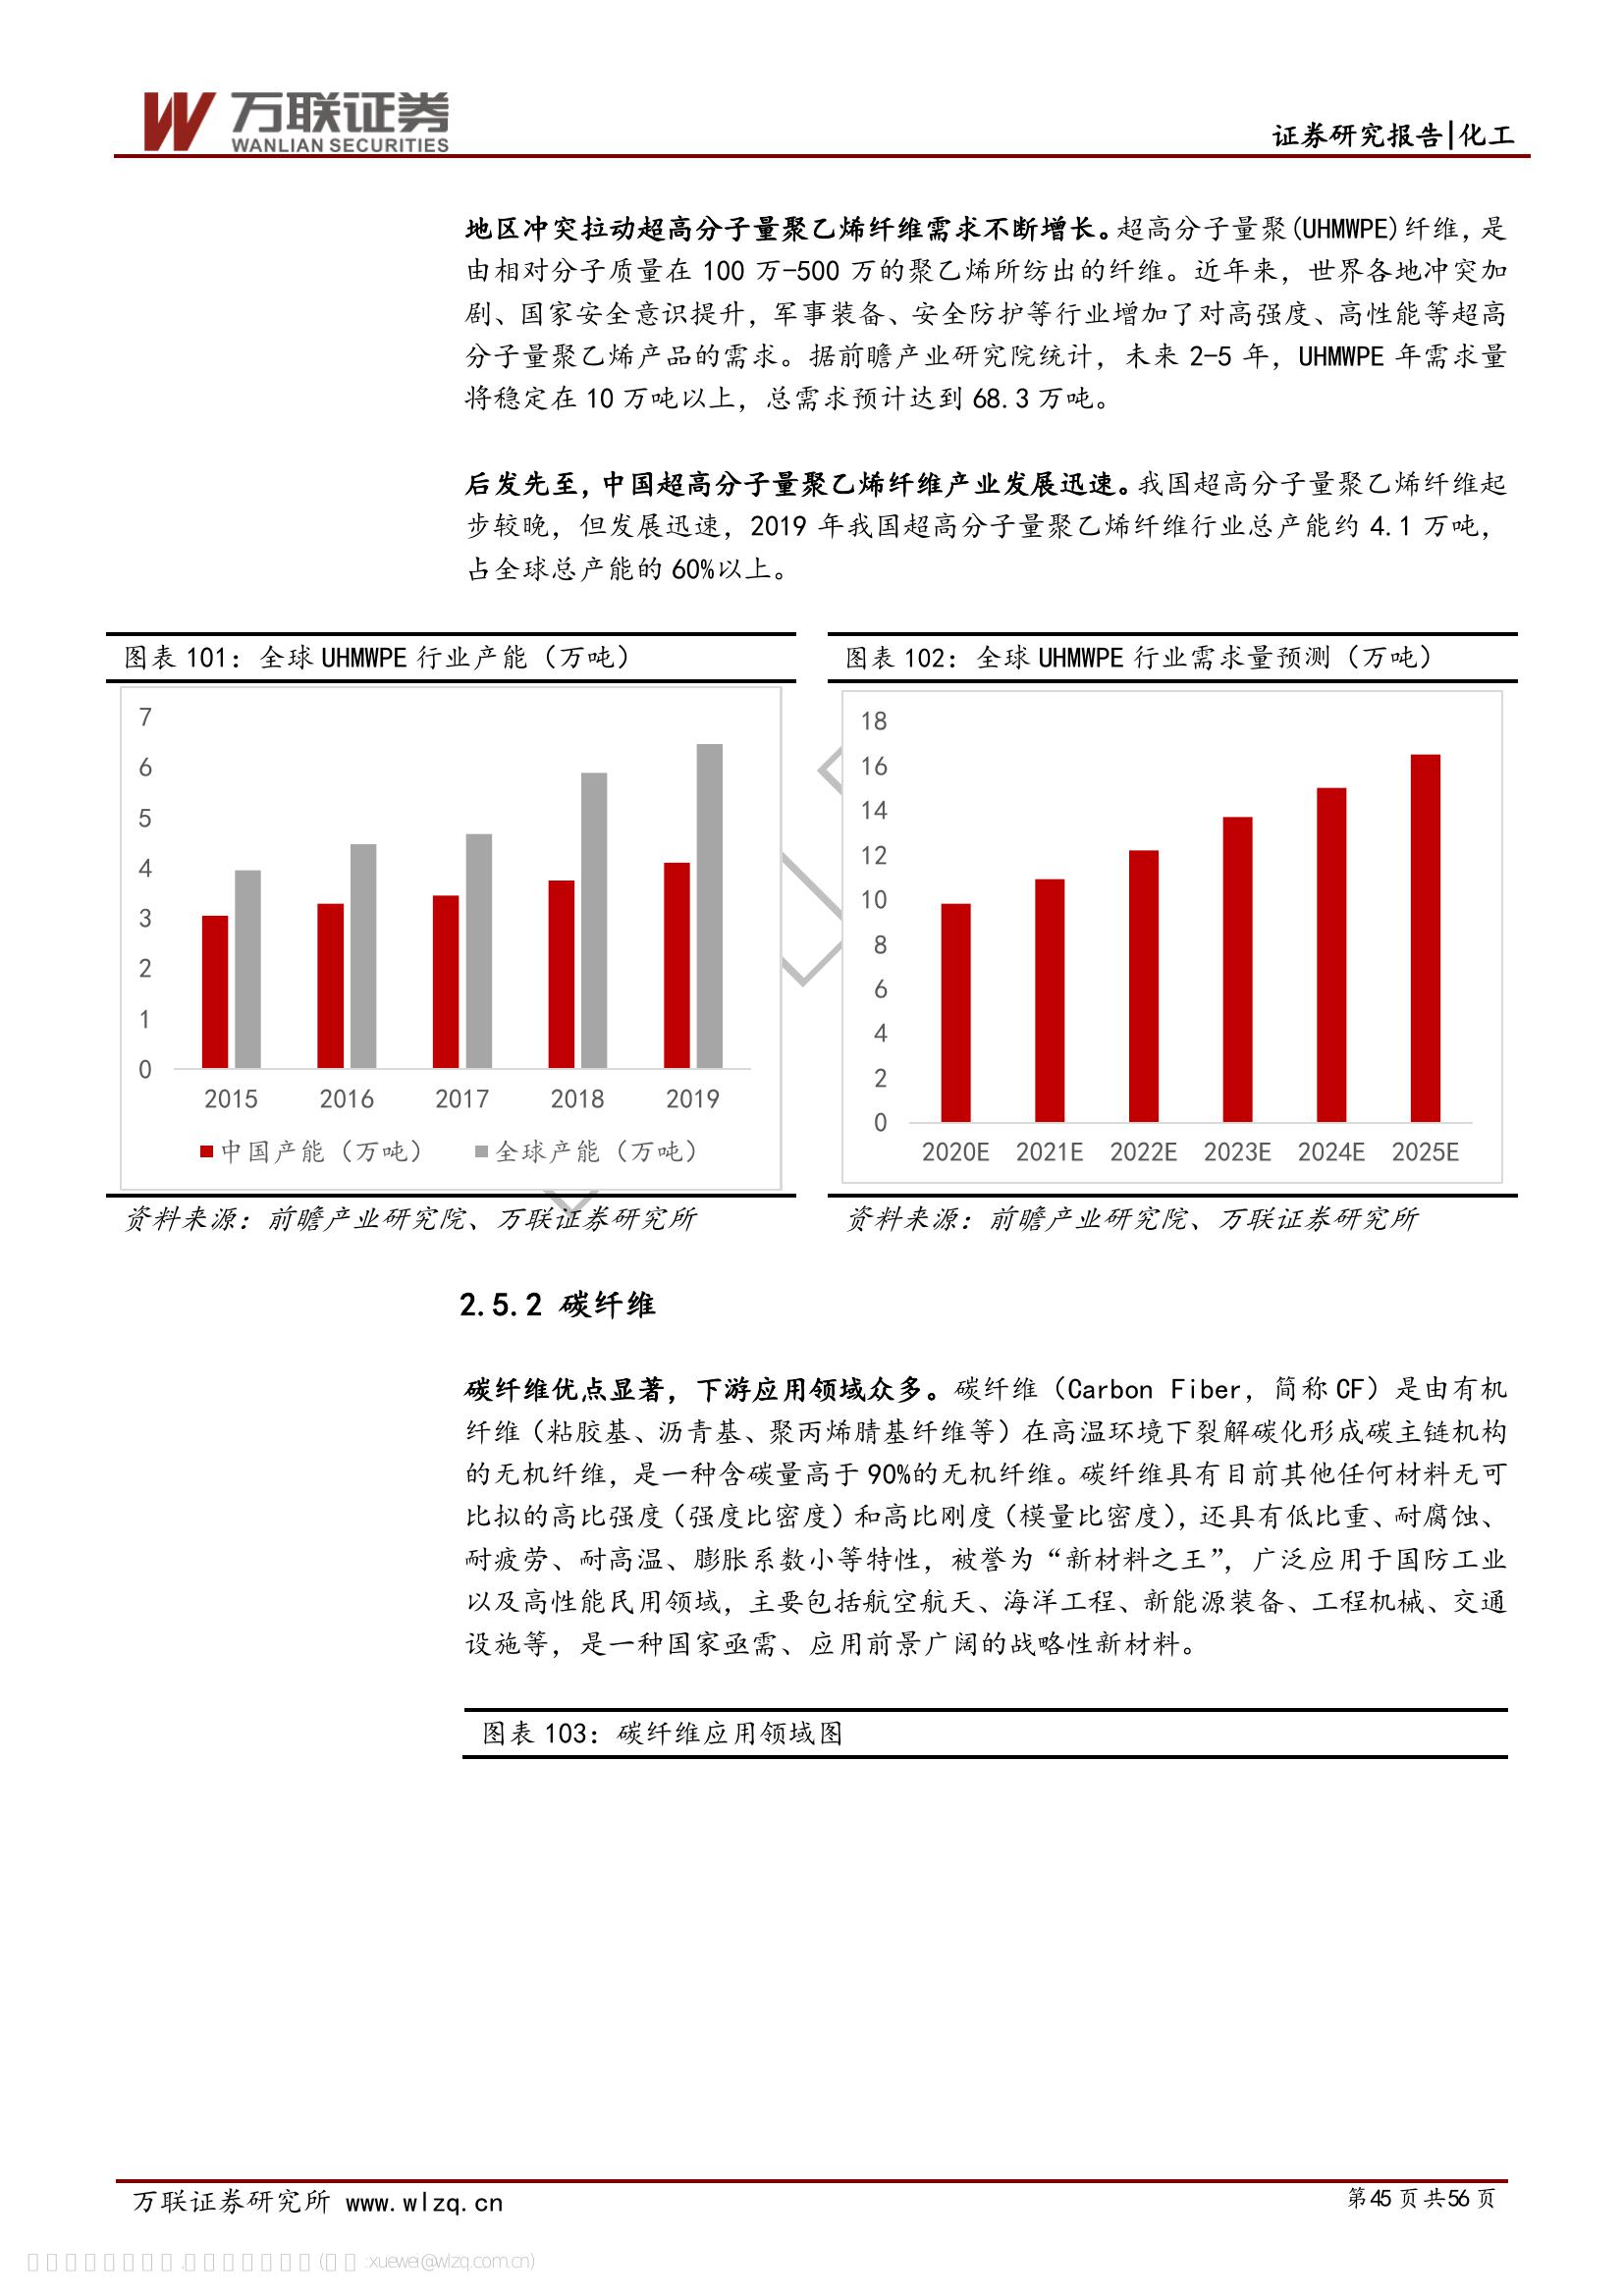 万联证券
WANLIAN SECURITIES
证券研究报告|化工
地区冲突拉动超高分子量聚乙烯纤维需求不断增长。超高分子量聚(UHMWPE)纤维，是
由相对分子质量在 100 万-500 万的聚乙烯所纺出的纤维。近年来，世界各地冲突加
剧、国家安全意识提升，军事装备、安全防护等行业增加了对高强度、高性能等超高
分子量聚乙烯产品的需求。据前瞻产业研究院统计，未来 2-5 年，UHMWPE 年需求量
将稳定在 10 万吨以上，总需求预计达到 68.3 万吨。
后发先至，中国超高分子量聚乙烯纤维产业发展迅速。我国超高分子量聚乙烯纤维起
步较晚，但发展迅速，2019 年我国超高分子量聚乙烯纤维行业总产能约 4.1 万吨，
占全球总产能的 60%以上。
图表 101：全球 UHMWPE 行业产能（万吨）
7
6
5
4
3
2
1
0
2015 2016 2017 2018 2019
中国产能（万吨） 全球产能（万吨）
资料来源：前瞻产业研究院、万联证券研究所
图表 102：全球 UHMWPE 行业需求量预测（万吨）
18
16
14
12
10
8
6
4
2
0
2020E 2021E 2022E 2023E 2024E 2025E
资料来源：前瞻产业研究院、万联证券研究所
2.5.2 碳纤维
碳纤维优点显著，下游应用领域众多。碳纤维（Carbon Fiber，简称 CF）是由有机
纤维（粘胶基、沥青基、聚丙烯腈基纤维等）在高温环境下裂解碳化形成碳主链机构
的无机纤维，是一种含碳量高于 90%的无机纤维。碳纤维具有目前其他任何材料无可
比拟的高比强度（强度比密度）和高比刚度（模量比密度），还具有低比重、耐腐蚀、
耐疲劳、耐高温、膨胀系数小等特性，被誉为“新材料之王”，广泛应用于国防工业
以及高性能民用领域，主要包括航空航天、海洋工程、新能源装备、工程机械、交通
设施等，是一种国家亟需、应用前景广阔的战略性新材料。
图表 103：碳纤维应用领域图
万联证券研究所 www.wlzq.cn
第 45 页 共 56 页
:xuewei@wlzq.com.cn)